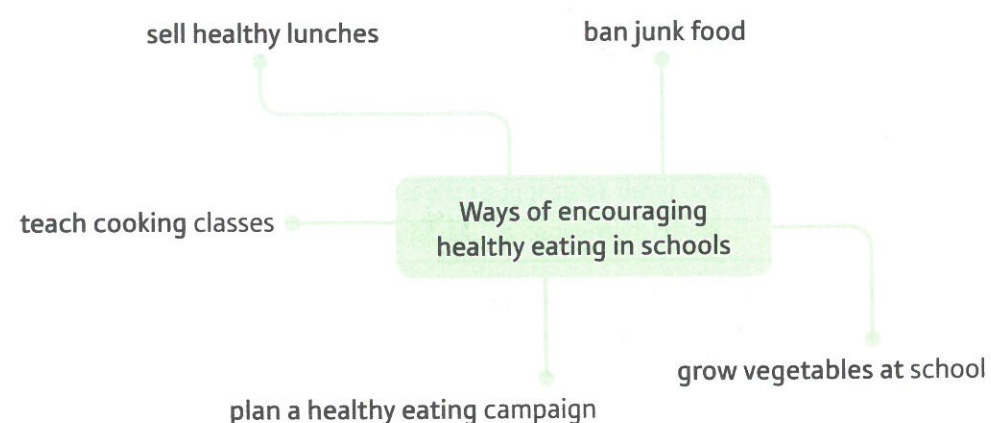 sell healthy lunches
ban junk food
teach cooking classes
Ways of encouraging
healthy eating in schools
grow vegetables at school
plan a healthy eating campaign